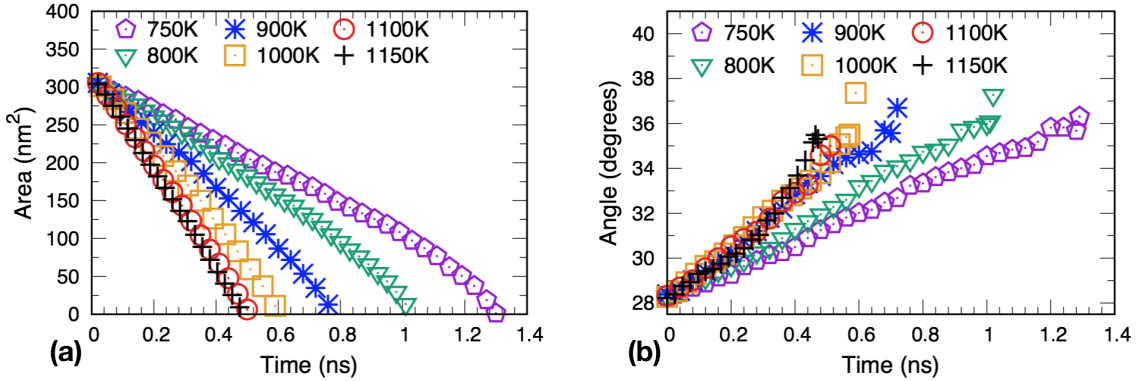 400
350
300
250
200
150
100
50
0
Area (nm²)
750K 900K 1100K
800K 1000K 1150K
0 0.2 0.4 0.6 0.8 1 1.2 1.4
Time (ns)
(a)
40
38
36
34
32
30
28
Angle (degrees)
750K 900K 1100K
800K 1000K 1150K
0 0.2 0.4 0.6 0.8 1 1.2 1.4
Time (ns)
(b)